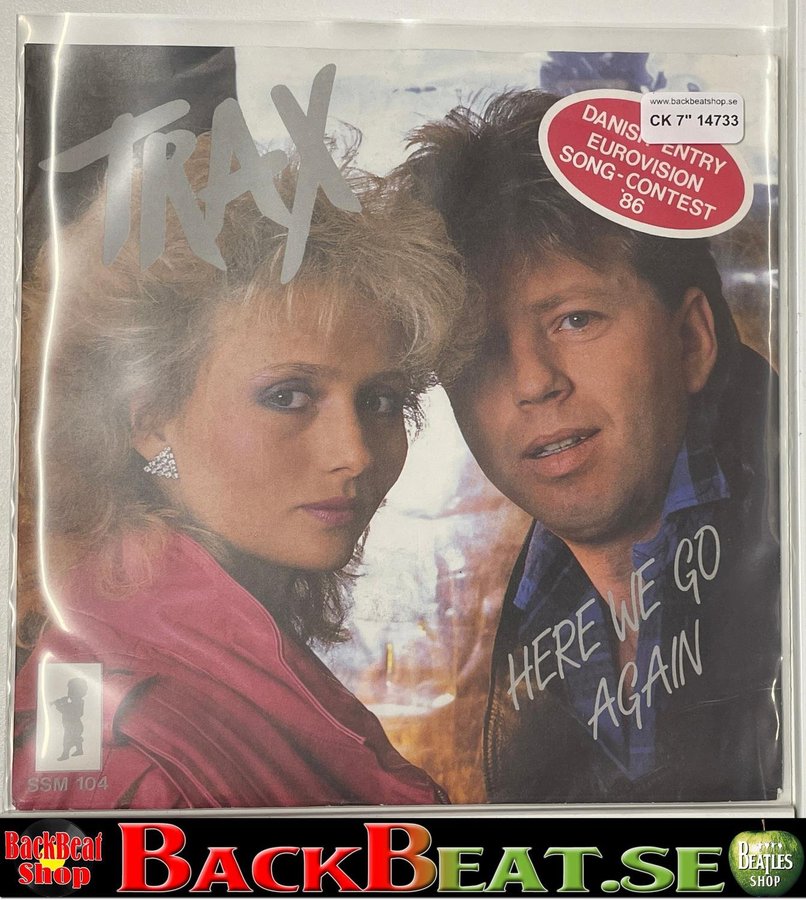 TRAX
www.backbeatshop.se
CK 7" 14733
DANISH ENTRY
EUROVISION
SONG-CONTEST
'86
HERE WE GO
AGAIN
SSM 104
BackBeat
Shop
BACKBEAT.SE
BEATLES
SHOP